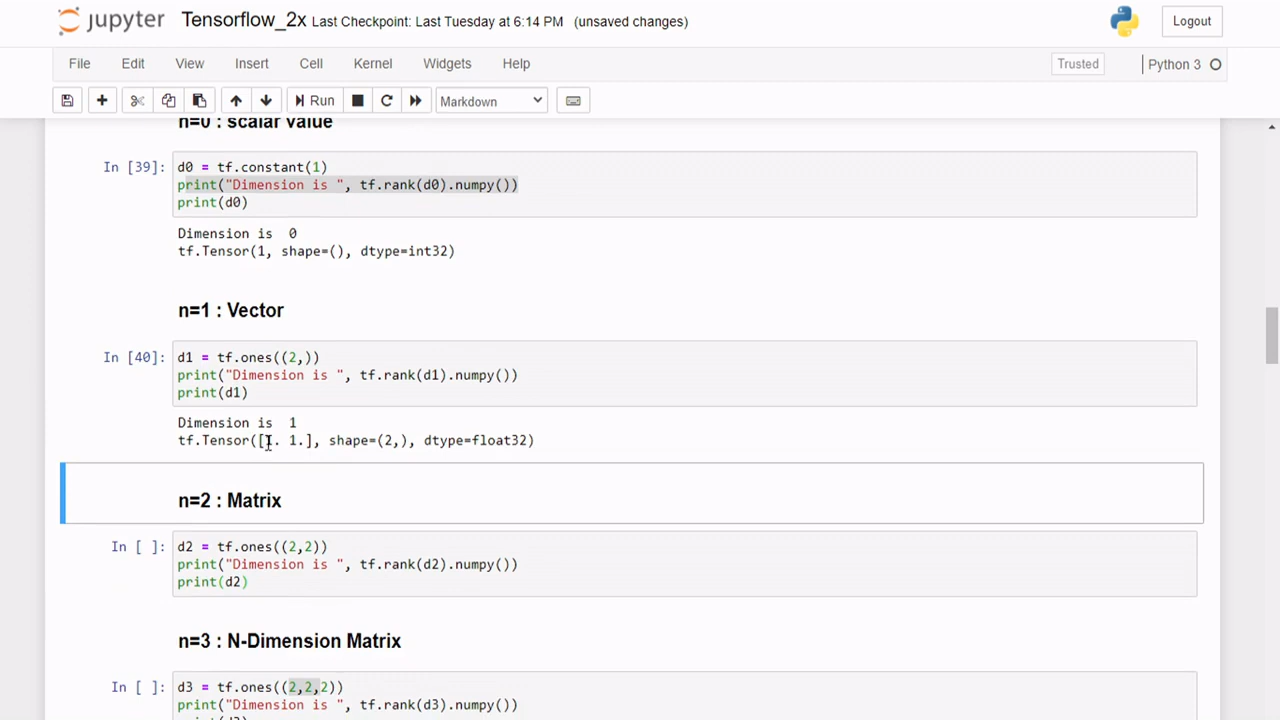 jupyter Tensorflow_2x Last Checkpoint: Last Tuesday at 6:14 PM (unsaved changes) Logout
File Edit View Insert Cell Kernel Widgets Help Trusted Python 3
Run Markdown
n=0 : scalar value
In [39]: d0 = tf.constant(1)
print("Dimension is ", tf.rank(d0).numpy())
print(d0)
Dimension is  0
tf.Tensor(1, shape=(), dtype=int32)
n=1 : Vector
In [40]: d1 = tf.ones((2,))
print("Dimension is ", tf.rank(d1).numpy())
print(d1)
Dimension is  1
tf.Tensor([1. 1.], shape=(2,), dtype=float32)
n=2 : Matrix
In [ ]: d2 = tf.ones((2,2))
print("Dimension is ", tf.rank(d2).numpy())
print(d2)
n=3 : N-Dimension Matrix
In [ ]: d3 = tf.ones((2,2,2))
print("Dimension is ", tf.rank(d3).numpy())